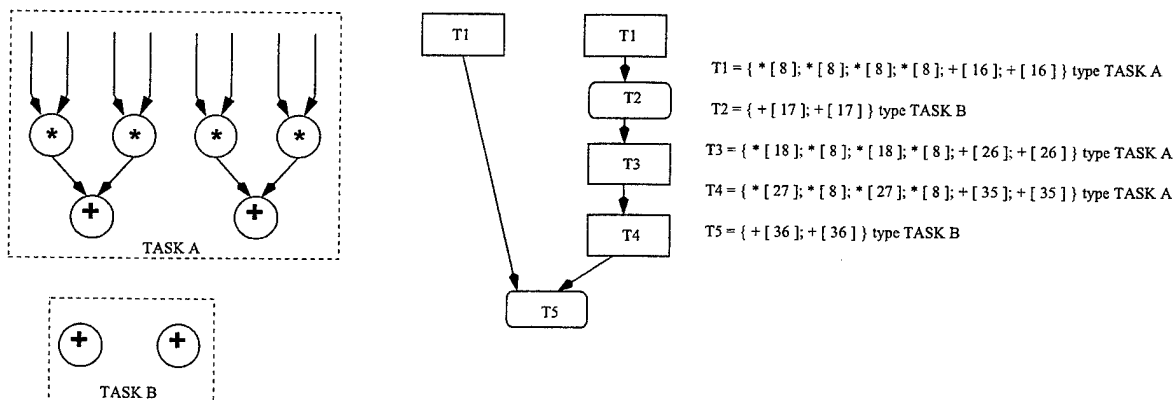 * * * *
+ +
TASK A
+ +
TASK B
T1 T1
T2
T3
T4
T5
T1 = { * [ 8 ]; * [ 8 ]; * [ 8 ]; * [ 8 ]; + [ 16 ]; + [ 16 ] } type TASK A
T2 = { + [ 17 ]; + [ 17 ] } type TASK B
T3 = { * [ 18 ]; * [ 8 ]; * [ 18 ]; * [ 8 ]; + [ 26 ]; + [ 26 ] } type TASK A
T4 = { * [ 27 ]; * [ 8 ]; * [ 27 ]; * [ 8 ]; + [ 35 ]; + [ 35 ] } type TASK A
T5 = { + [ 36 ]; + [ 36 ] } type TASK B